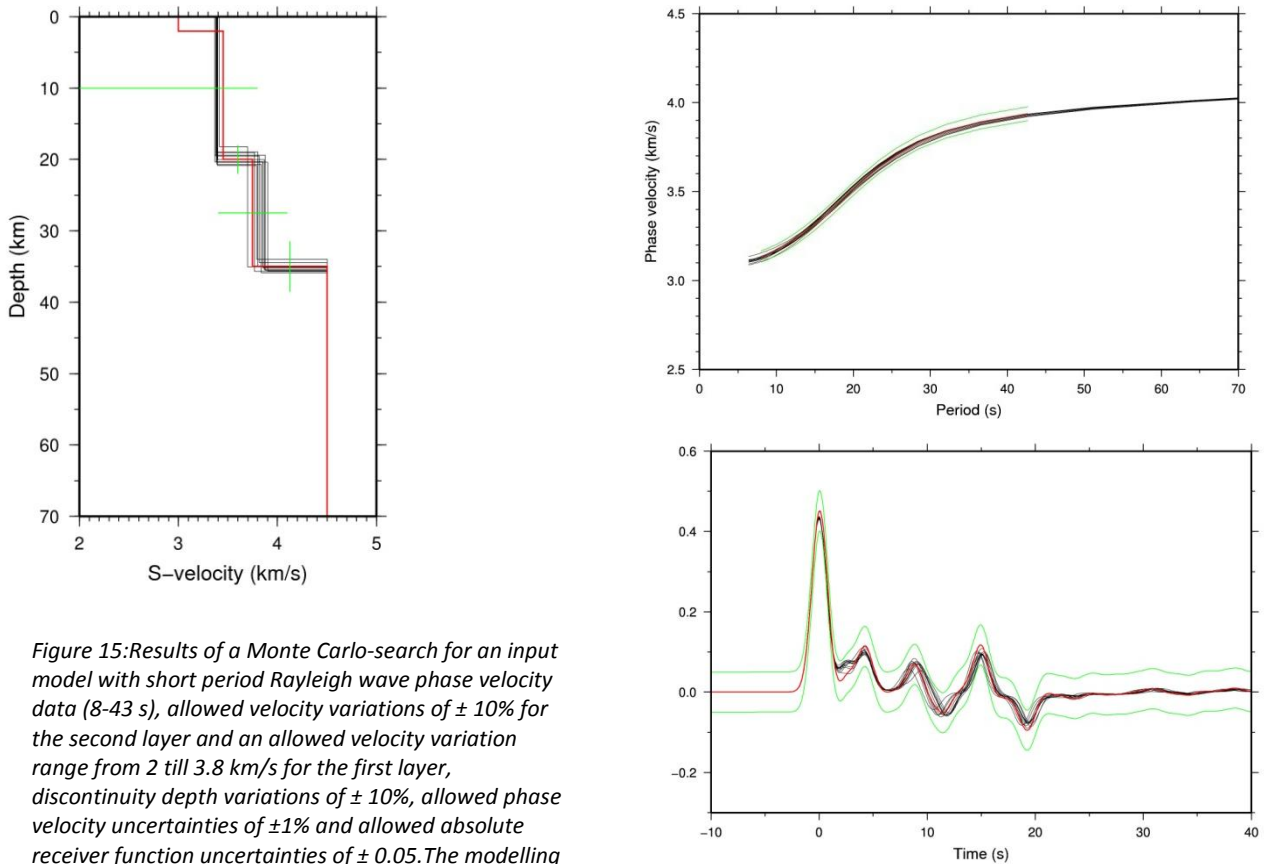 0
10
20
30
40
50
60
70
Depth (km)
2 3 4 5
S−velocity (km/s)
4.5
4.0
3.5
3.0
2.5
Phase velocity (km/s)
0 10 20 30 40 50 60 70
Period (s)
0.6
0.4
0.2
0.0
−0.2
−10 0 10 20 30 40
Time (s)
Figure 15:Results of a Monte Carlo-search for an input
model with short period Rayleigh wave phase velocity
data (8-43 s), allowed velocity variations of ± 10% for
the second layer and an allowed velocity variation
range from 2 till 3.8 km/s for the first layer,
discontinuity depth variations of ± 10%, allowed phase
velocity uncertainties of ±1% and allowed absolute
receiver function uncertainties of ± 0.05.The modelling